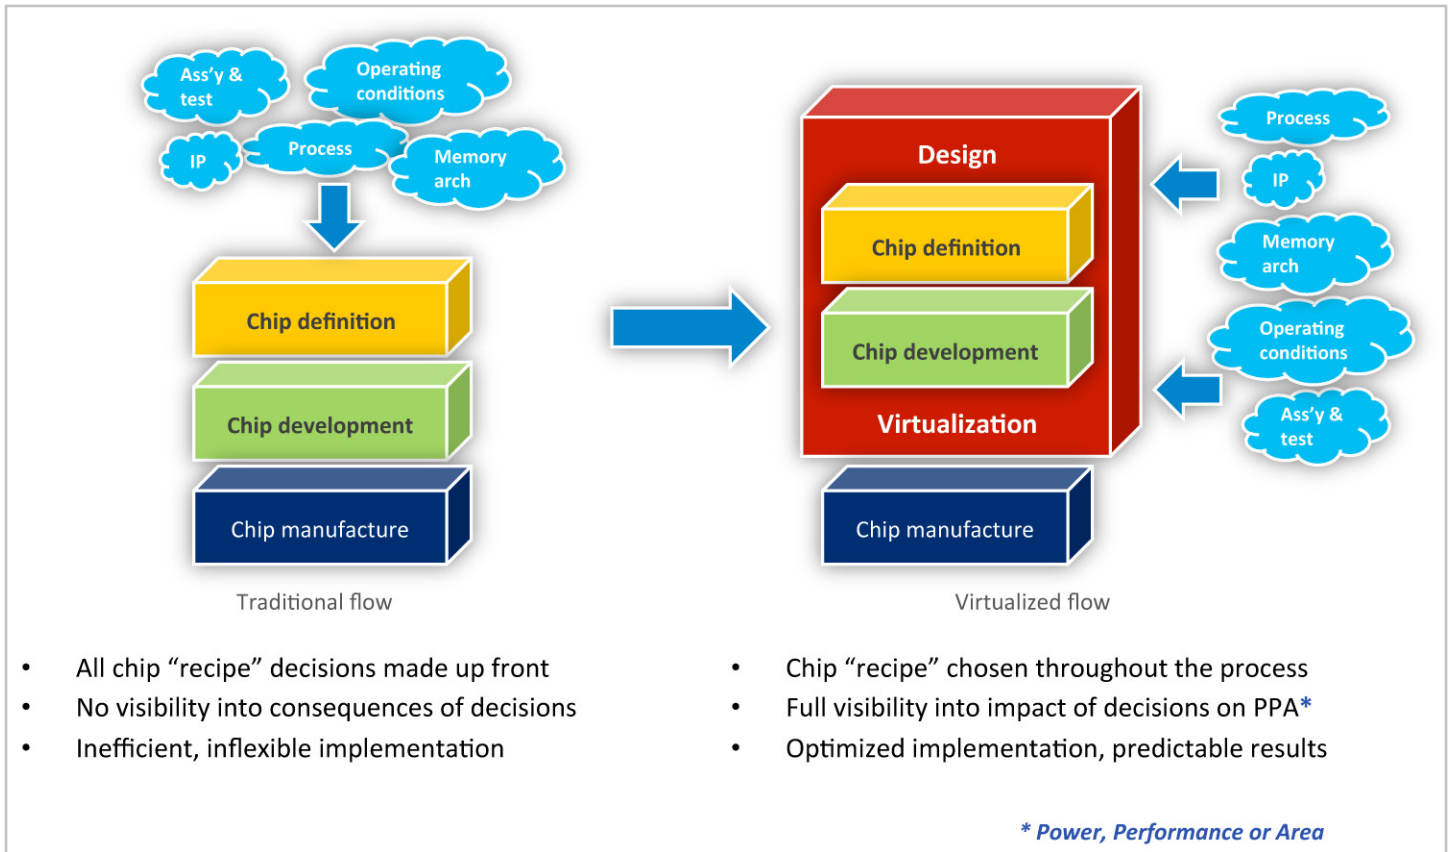 Ass'y &
test
Operating
conditions
IP
Process
Memory
arch
Chip definition
Chip development
Chip manufacture
Traditional flow
Design
Chip definition
Chip development
Virtualization
Chip manufacture
Virtualized flow
Process
IP
Memory
arch
Operating
conditions
Ass'y &
test
• All chip “recipe” decisions made up front
• No visibility into consequences of decisions
• Inefficient, inflexible implementation
• Chip “recipe” chosen throughout the process
• Full visibility into impact of decisions on PPA*
• Optimized implementation, predictable results
* Power, Performance or Area